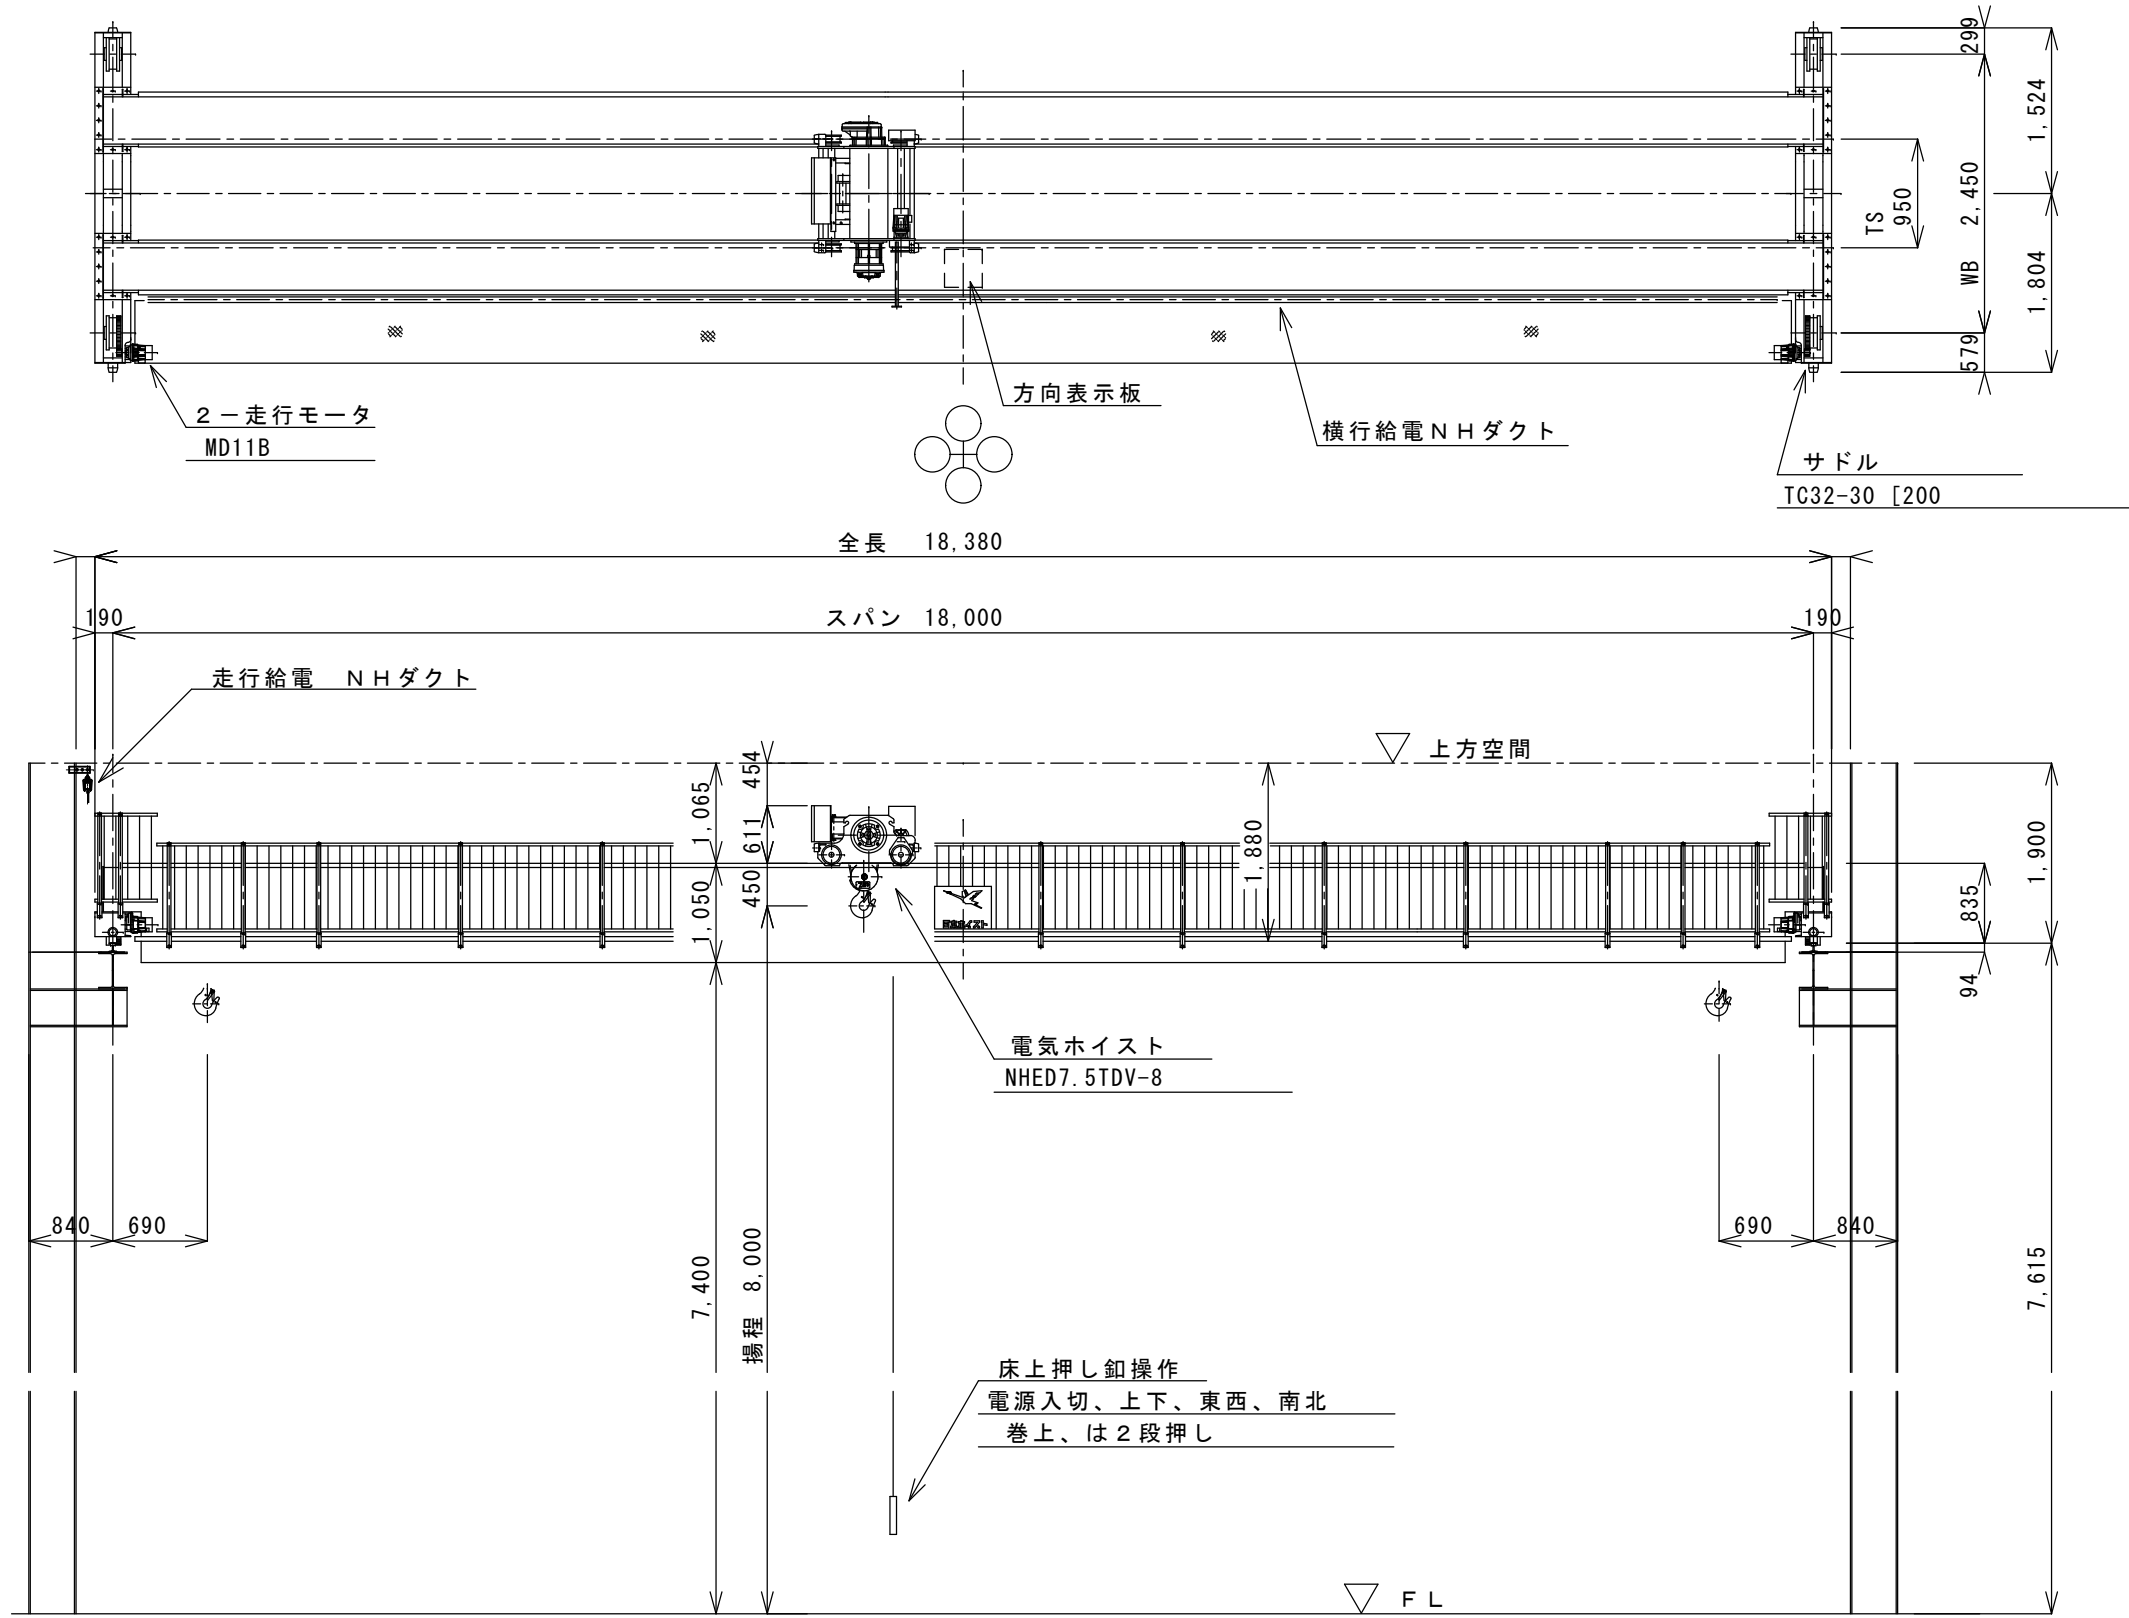 299
1,524
2,450
WB
TS
950
1,804
579
２－走行モータ
MD11B
方向表示板
横行給電ＮＨダクト
サドル
TC32-30 [200
全長 18,380
190
スパン 18,000
190
走行給電 ＮＨダクト
上方空間
454
1,065
611
450
1,050
1,880
1,900
835
94
電気ホイスト
NHED7.5TDV-8
840
690
690
840
7,400
揚程 8,000
7,615
床上押し釦操作
電源入切、上下、東西、南北
巻上、は２段押し
ＦＬ